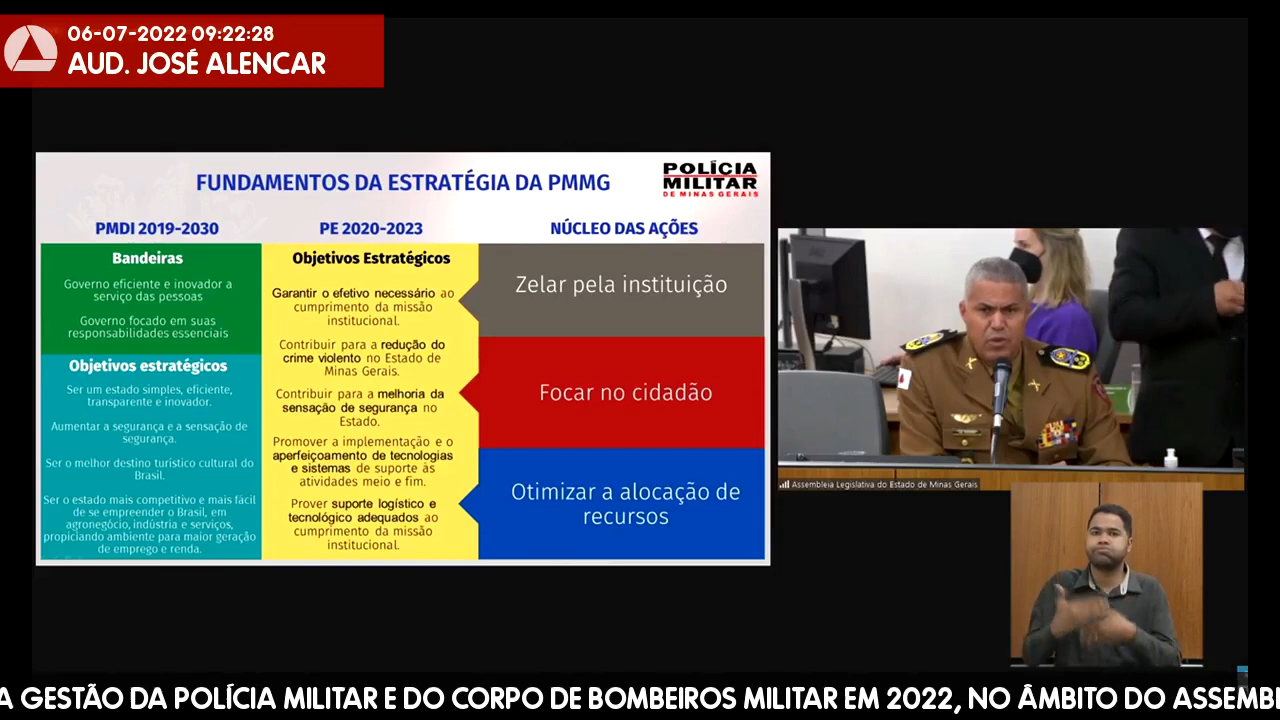 06-07-2022 09:22:28
AUD. JOSÉ ALENCAR
FUNDAMENTOS DA ESTRATÉGIA DA PMMG
POLÍCIA
MILITAR
DE MINAS GERAIS
PMDI 2019-2030
PE 2020-2023
NÚCLEO DAS AÇÕES
Bandeiras
Governo eficiente e inovador a
serviço das pessoas
Governo focado em suas
responsabilidades essenciais
Objetivos estratégicos
Ser um estado simples, eficiente,
transparente e inovador.
Aumentar a segurança e a sensação de
segurança.
Ser o melhor destino turístico cultural do
Brasil.
Ser o estado mais competitivo e mais fácil
de se empreender o Brasil, em
agronegócio, indústria e serviços,
propiciando ambiente para maior geração
de emprego e renda.
Objetivos Estratégicos
Garantir o efetivo necessário ao
cumprimento da missão
institucional.
Contribuir para a redução do
crime violento no Estado de
Minas Gerais.
Contribuir para a melhoria da
sensação de segurança no
Estado.
Promover a implementação e o
aperfeiçoamento de tecnologias
e sistemas de suporte às
atividades meio e fim.
Prover suporte logístico e
tecnológico adequados ao
cumprimento da missão
institucional.
Zelar pela instituição
Focar no cidadão
Otimizar a alocação de
recursos
Assembleia Legislativa do Estado de Minas Gerais
A GESTÃO DA POLÍCIA MILITAR E DO CORPO DE BOMBEIROS MILITAR EM 2022, NO ÂMBITO DO ASSEMB